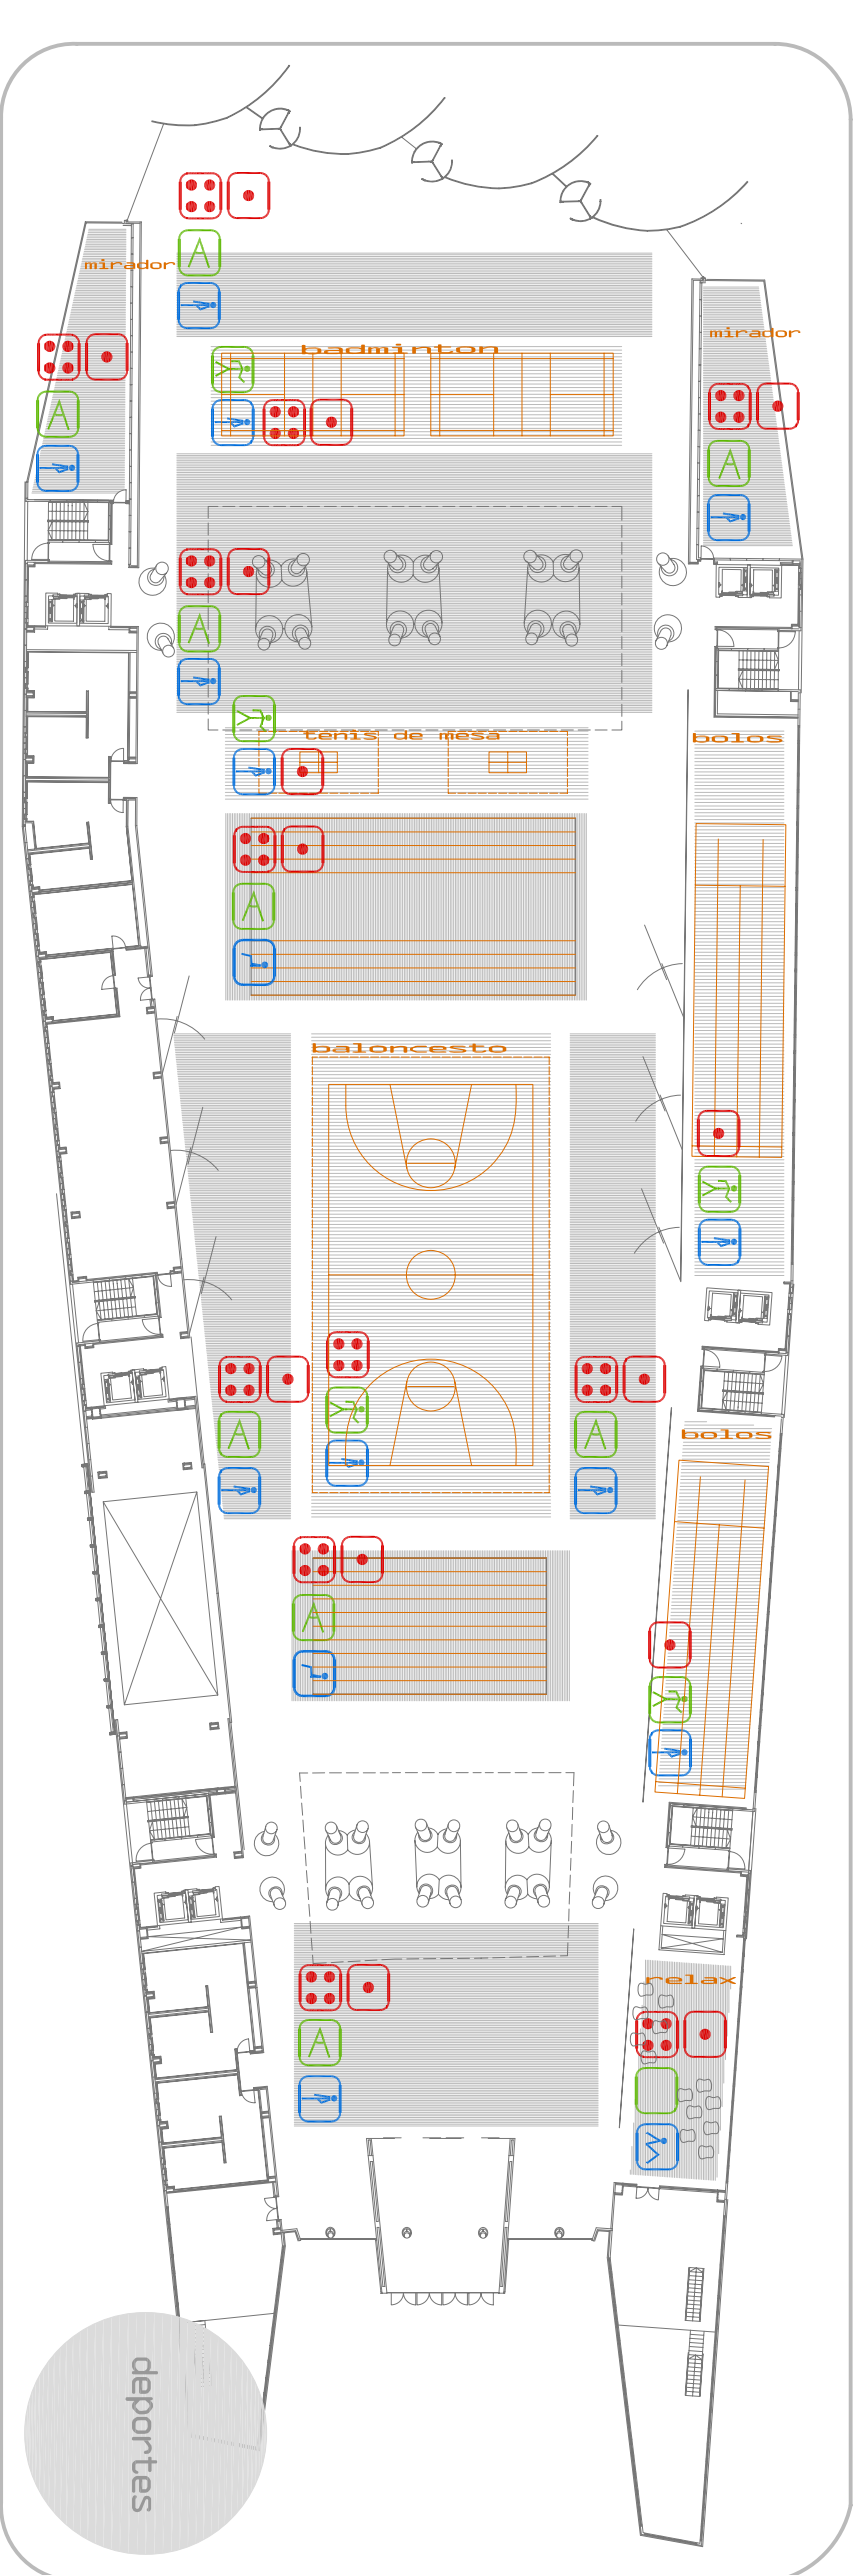 mirador
mirador
badminton
tenis de mesa
bolos
baloncesto
bolos
relax
deportes